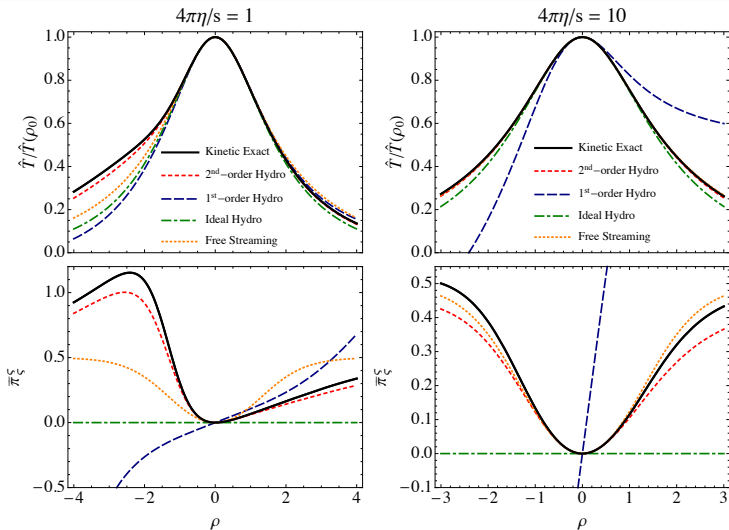 4πη/s = 1
4πη/s = 10
1.0
0.8
0.6
0.4
0.2
0.0
T̂/T̂(ρ₀)
Kinetic Exact
2ⁿᵈ−order Hydro
1ˢᵗ−order Hydro
Ideal Hydro
Free Streaming
1.0
0.8
0.6
0.4
0.2
0.0
T̂/T̂(ρ₀)
Kinetic Exact
2ⁿᵈ−order Hydro
1ˢᵗ−order Hydro
Ideal Hydro
Free Streaming
1.0
0.5
0.0
−0.5
π̄ξξ
−4 −2 0 2 4
ρ
0.5
0.4
0.3
0.2
0.1
0.0
−0.1
π̄ξξ
−3 −2 −1 0 1 2 3
ρ